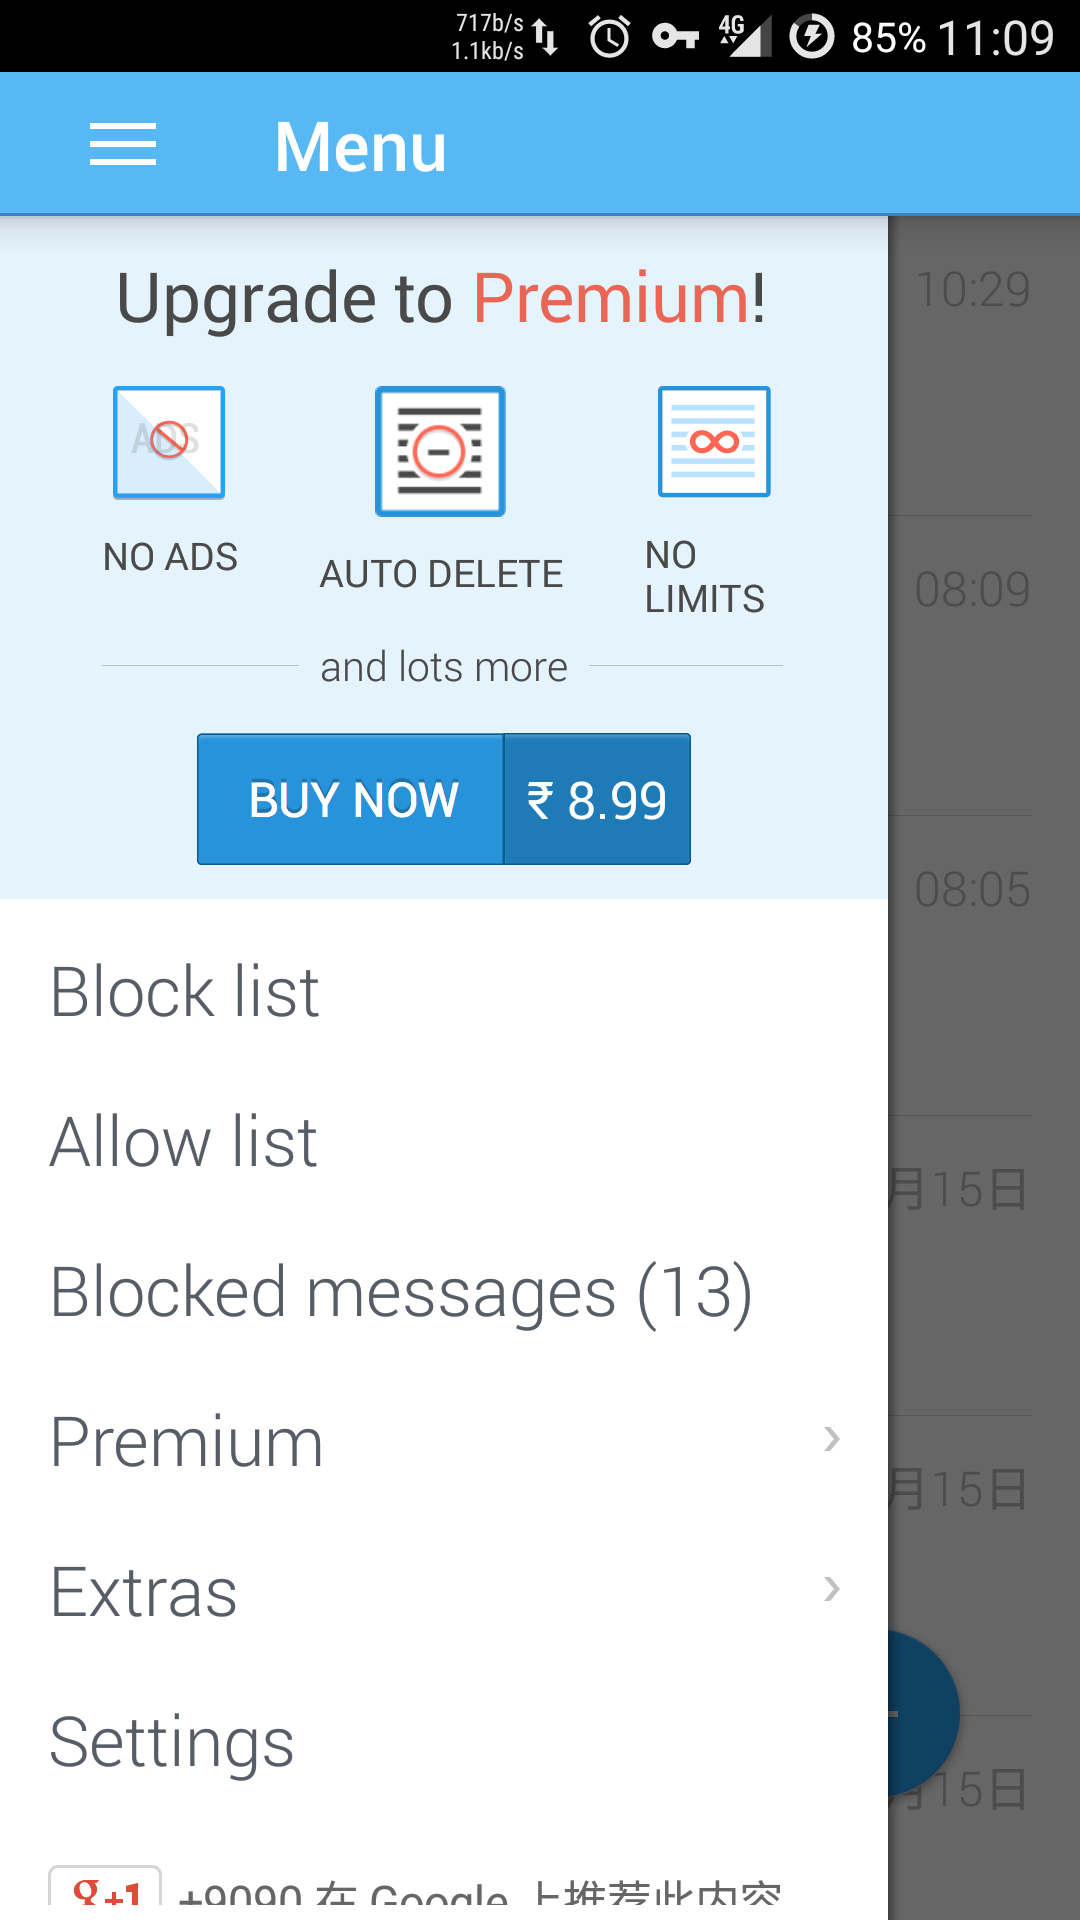 717b/s
1.1kb/s
4G
85% 11:09
Menu
Upgrade to Premium!
ADS
NO ADS
AUTO DELETE
NO
LIMITS
and lots more
BUY NOW
₹ 8.99
Block list
Allow list
Blocked messages (13)
Premium
Extras
Settings
g+1
+9090 在 Google 上推荐此内容
10:29
08:09
08:05
月15日
月15日
月15日